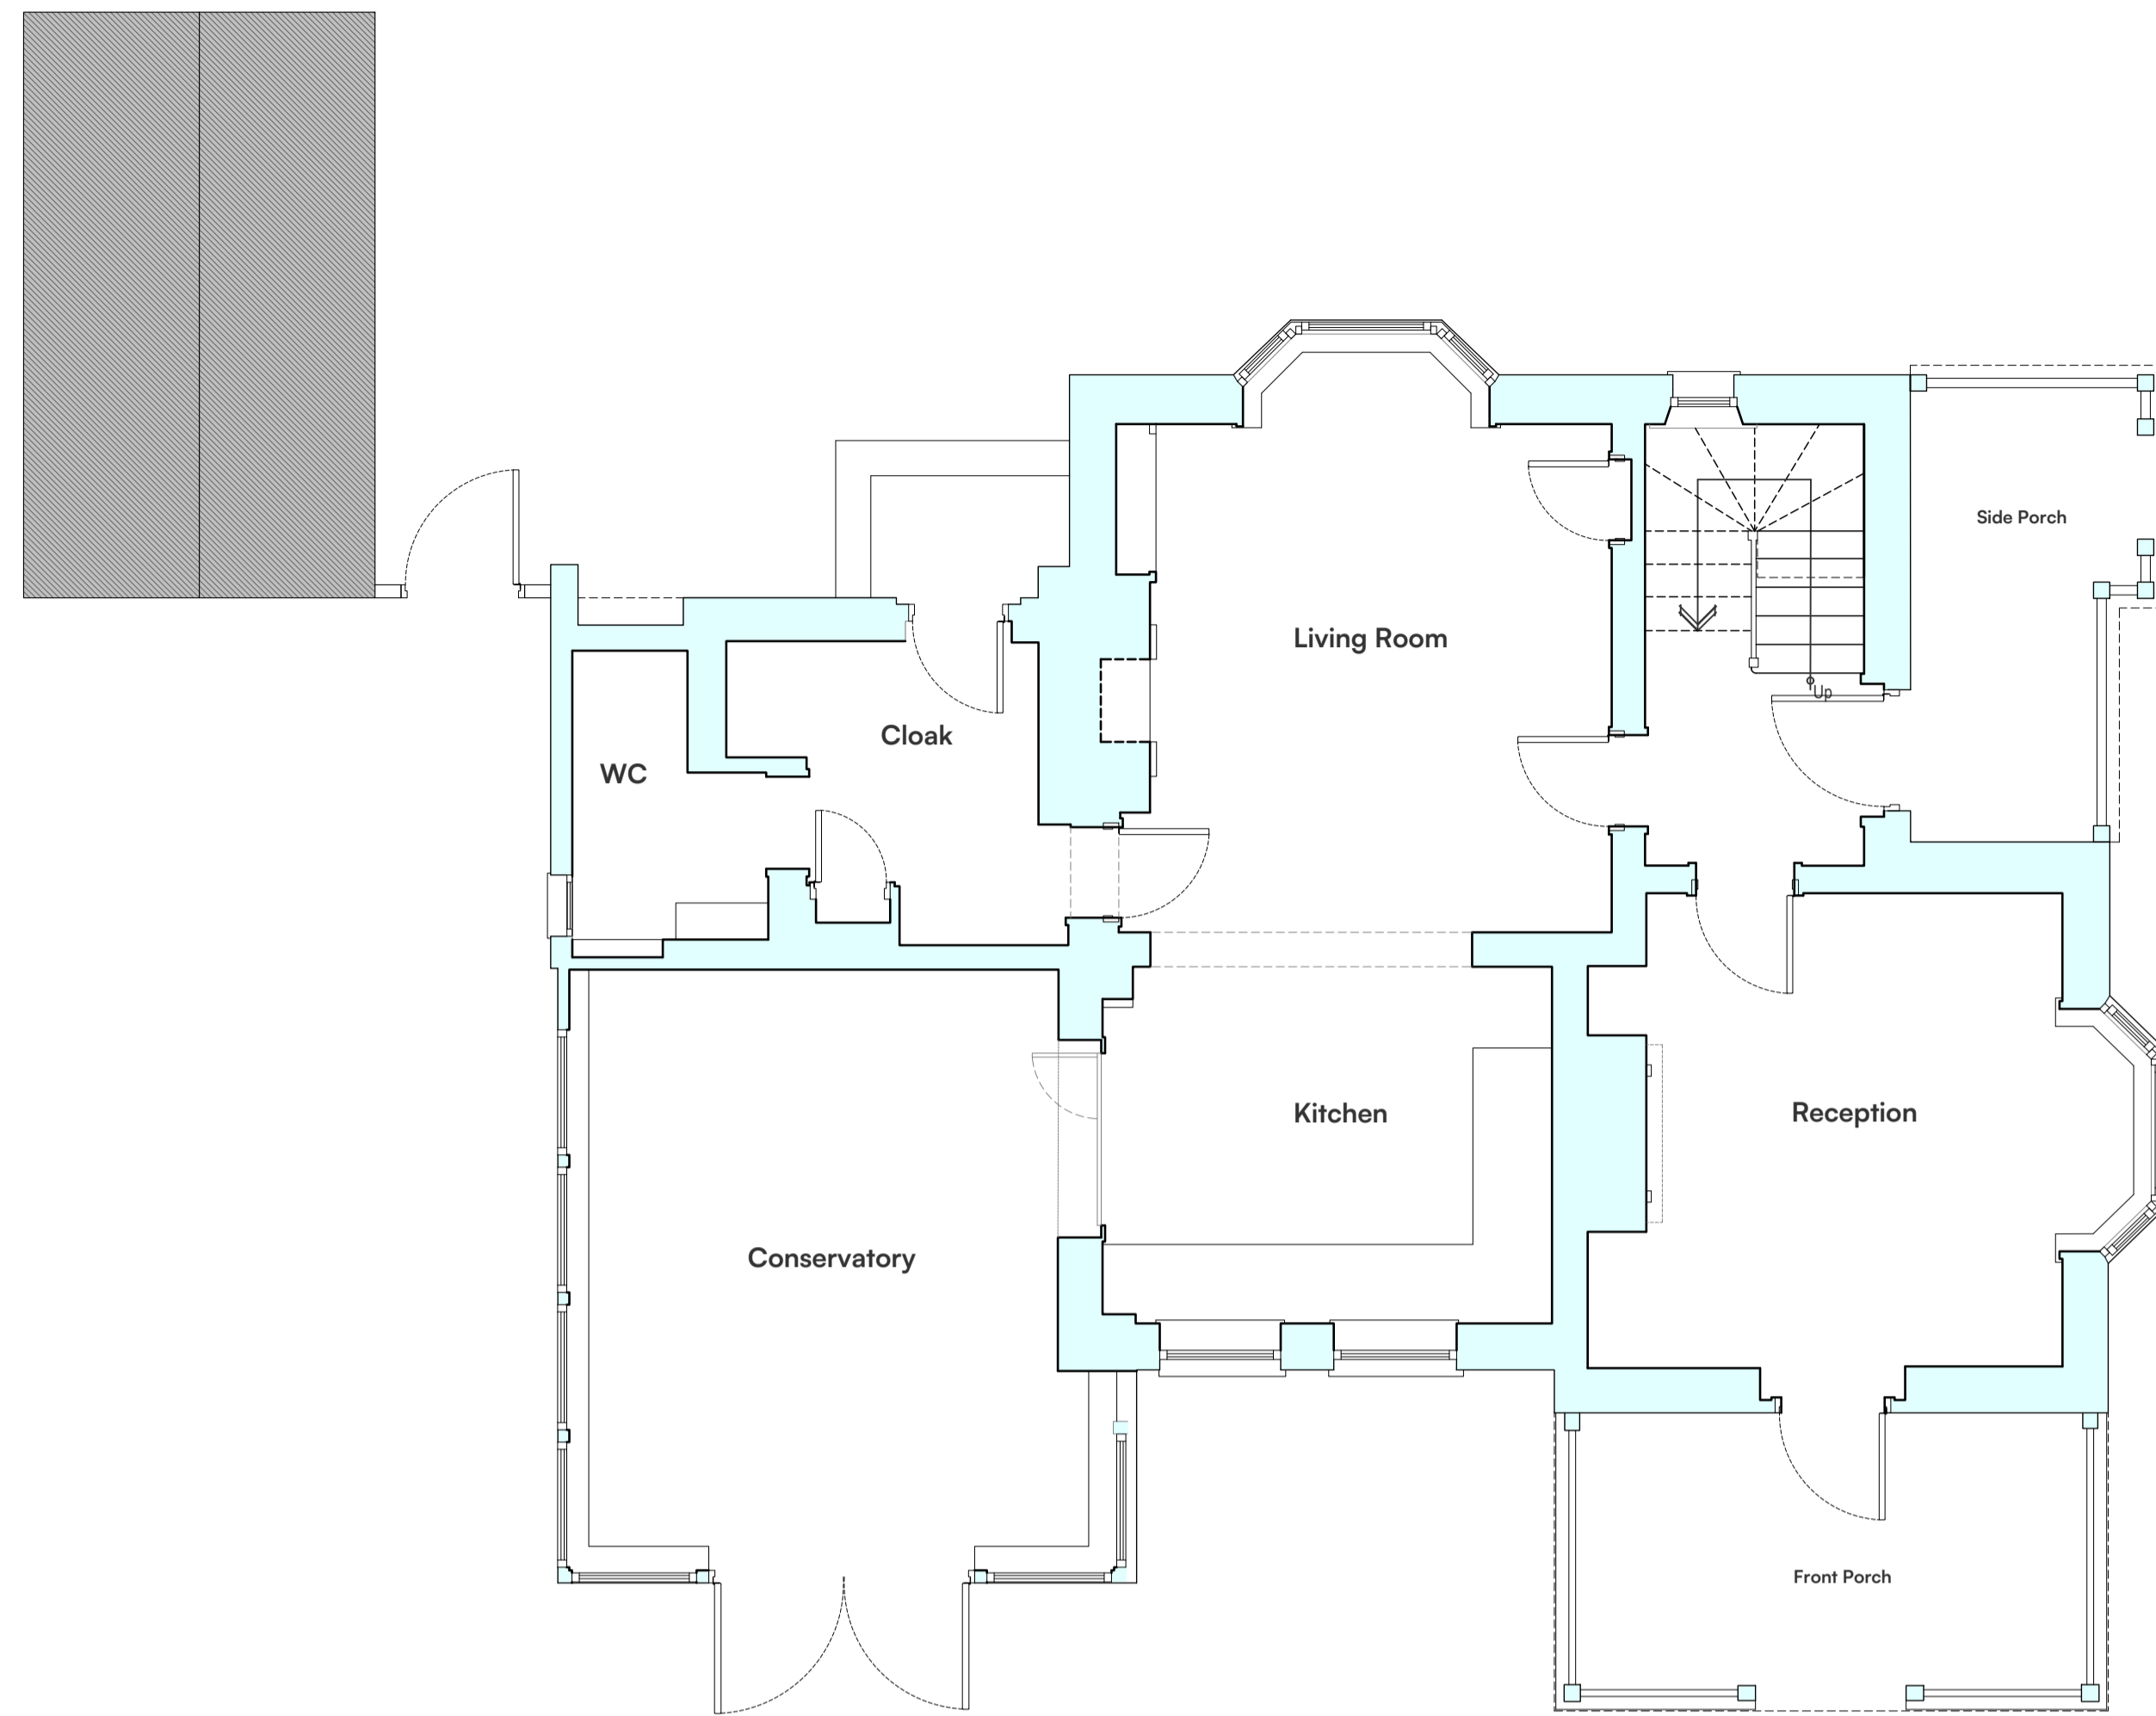 Side Porch
Living Room
Up
Cloak
WC
Kitchen
Reception
Conservatory
Front Porch